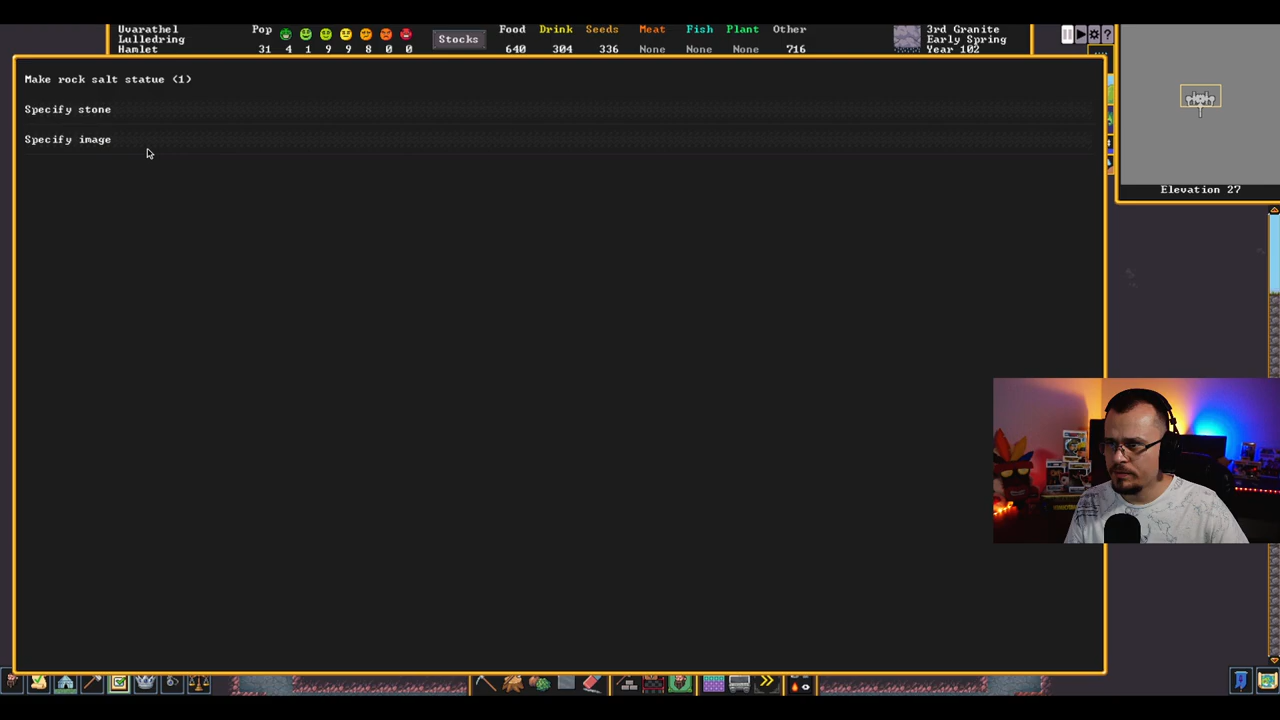 Uvarathel
Lulledring
Hamlet
Pop
31 4 1 9 9 8 0 0
Stocks
Food Drink Seeds Meat Fish Plant Other
640 304 336 None None None 716
3rd Granite
Early Spring
Year 102
?
Make rock salt statue (1)
Specify stone
Specify image
Elevation 27